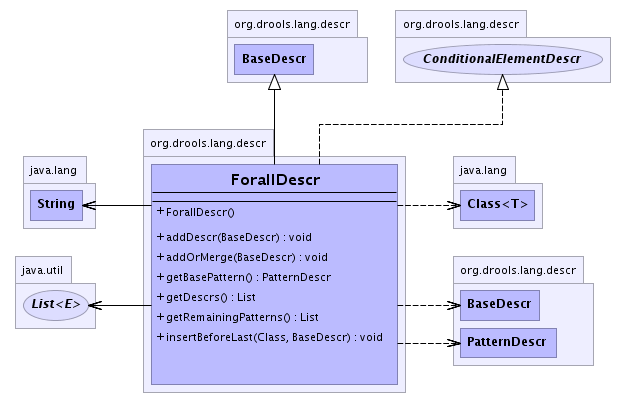 org.drools.lang.descr
BaseDescr
org.drools.lang.descr
ConditionalElementDescr
org.drools.lang.descr
java.lang
String
java.util
List<E>
ForallDescr
+ForallDescr()
+addDescr(BaseDescr) : void
+addOrMerge(BaseDescr) : void
+getBasePattern() : PatternDescr
+getDescrs() : List
+getRemainingPatterns() : List
+insertBeforeLast(Class, BaseDescr) : void
java.lang
Class<T>
org.drools.lang.descr
BaseDescr
PatternDescr